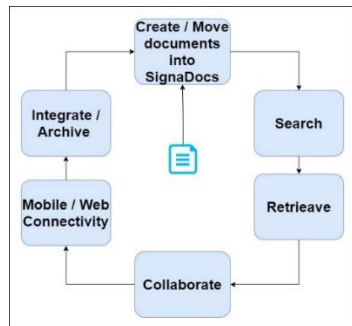 Create / Move
documents
into
SignaDocs
Search
Retrieave
Collaborate
Mobile / Web
Connectivity
Integrate /
Archive